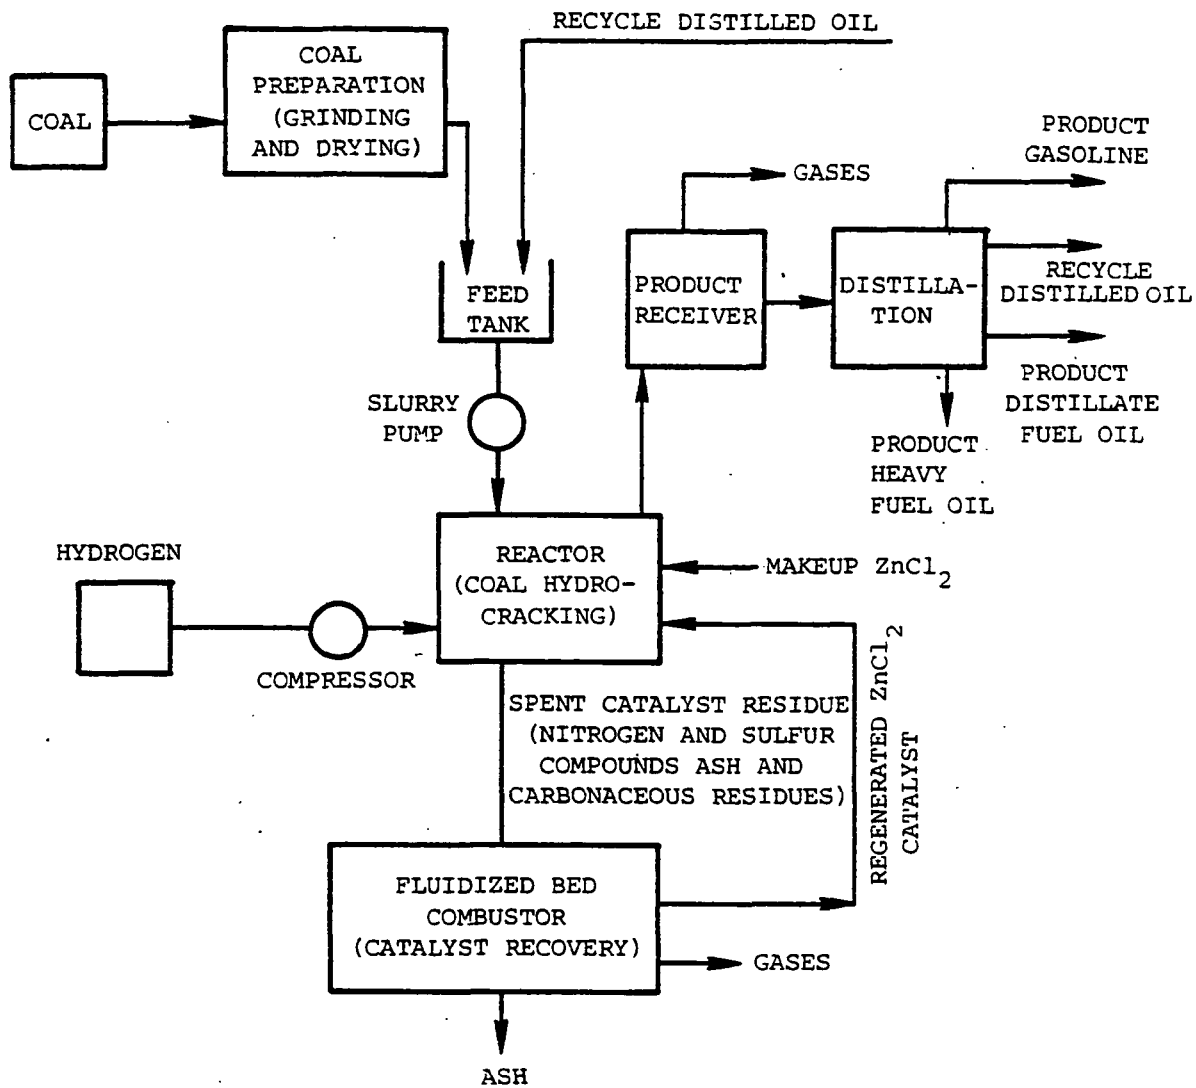 RECYCLE DISTILLED OIL
COAL
PREPARATION
(GRINDING
AND DRYING)
COAL
PRODUCT
GASOLINE
GASES
FEED
TANK
PRODUCT
RECEIVER
DISTILLA-
TION
RECYCLE
DISTILLED OIL
SLURRY
PUMP
PRODUCT
DISTILLATE
FUEL OIL
PRODUCT
HEAVY
FUEL OIL
HYDROGEN
REACTOR
(COAL HYDRO-
CRACKING)
MAKEUP ZnCl2
COMPRESSOR
SPENT CATALYST RESIDUE
(NITROGEN AND SULFUR
COMPOUNDS ASH AND
CARBONACEOUS RESIDUES)
REGENERATED ZnCl2
CATALYST
FLUIDIZED BED
COMBUSTOR
(CATALYST RECOVERY)
GASES
ASH